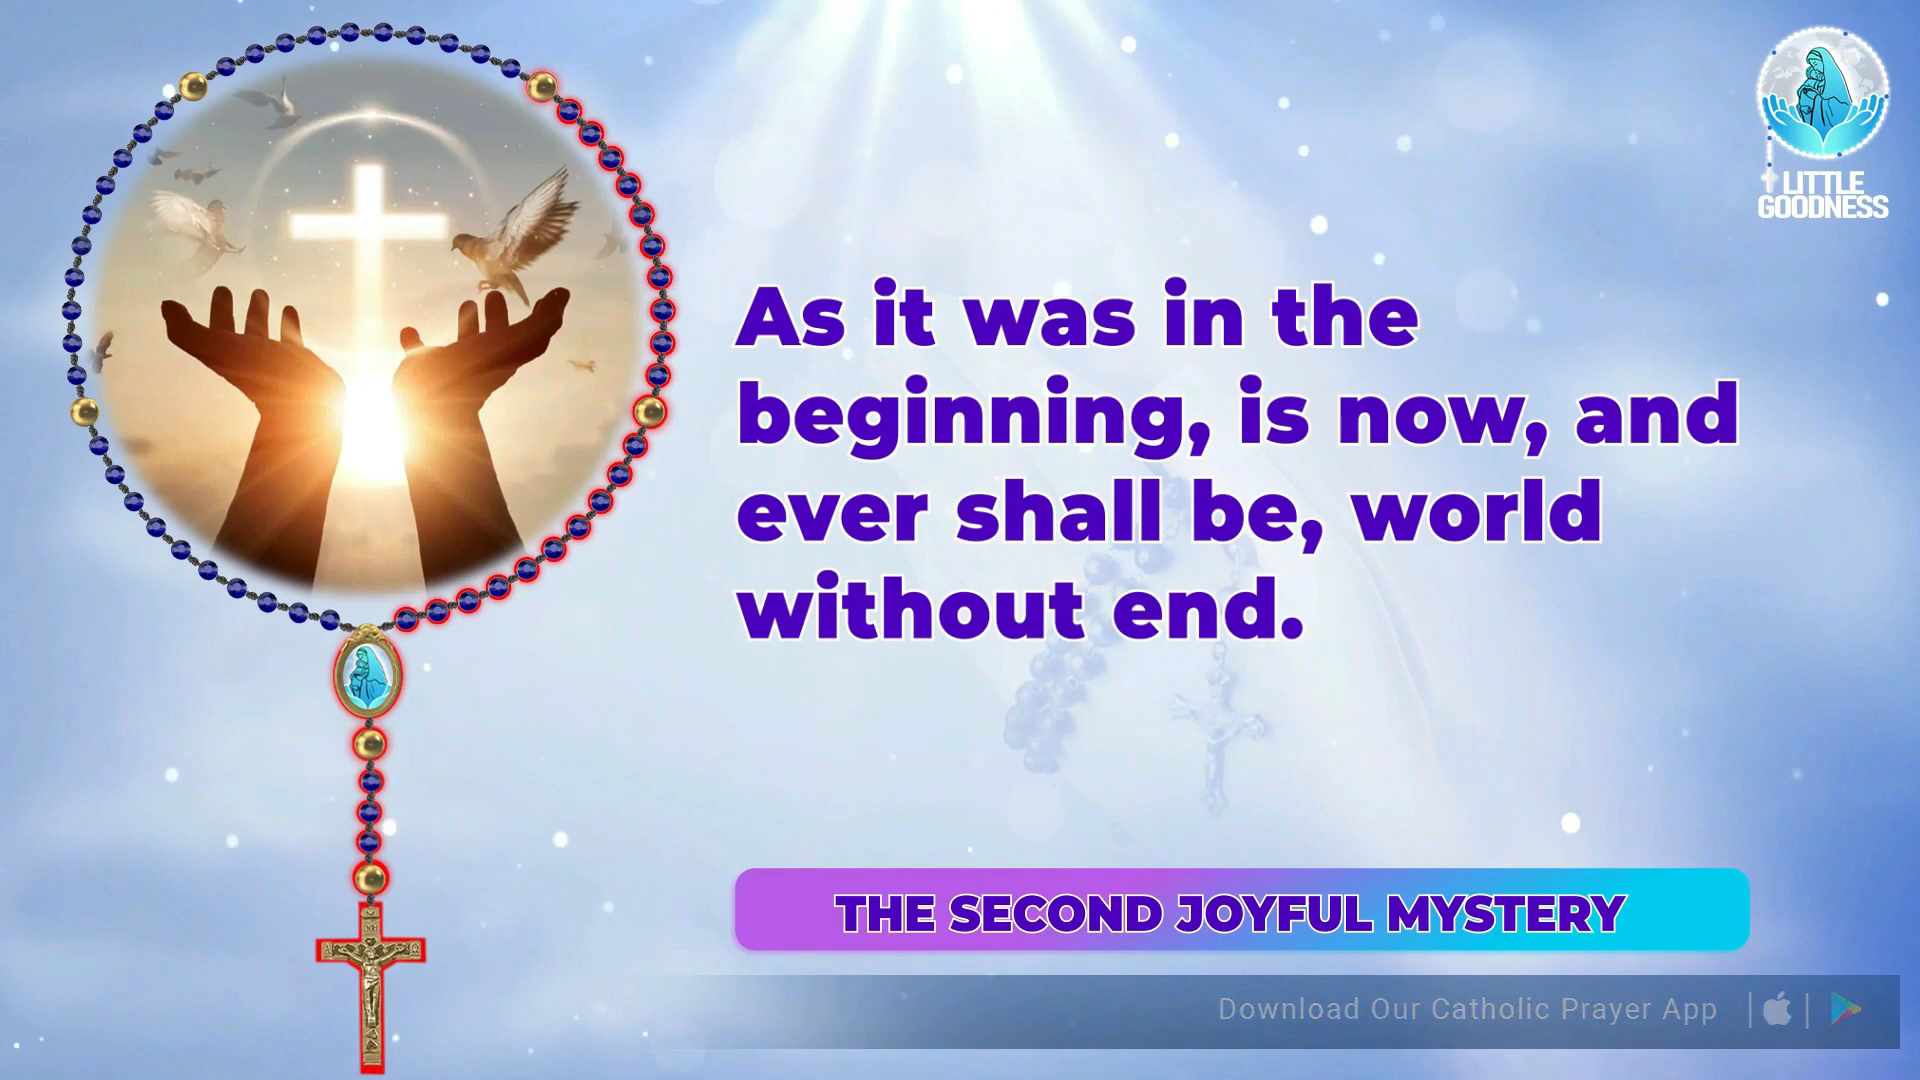 LITTLE
GOODNESS
As it was in the
beginning, is now, and
ever shall be, world
without end.
THE SECOND JOYFUL MYSTERY
Download Our Catholic Prayer App